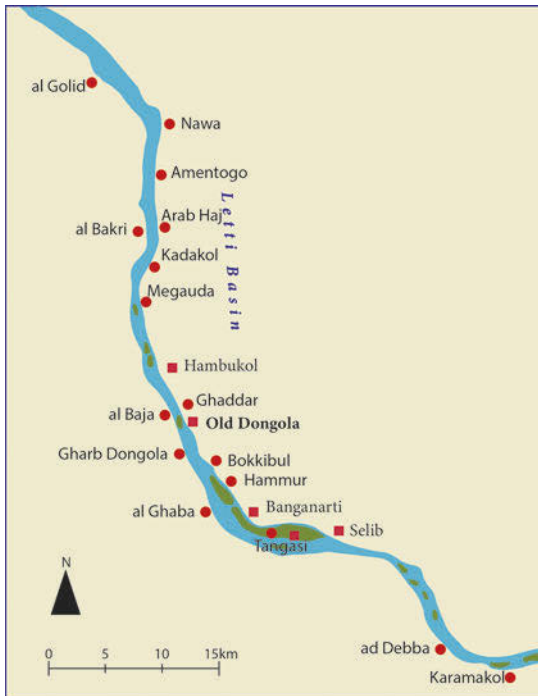 al Golid
Nawa
Amentogo
Arab Haj
al Bakri
Letti Basin
Kadakol
Megauda
Hambukol
Ghaddar
al Baja
Old Dongola
Gharb Dongola
Bokkibul
Hammur
al Ghaba
Banganarti
Selib
Tangasi
N
0 5 10 15km
ad Debba
Karamakol